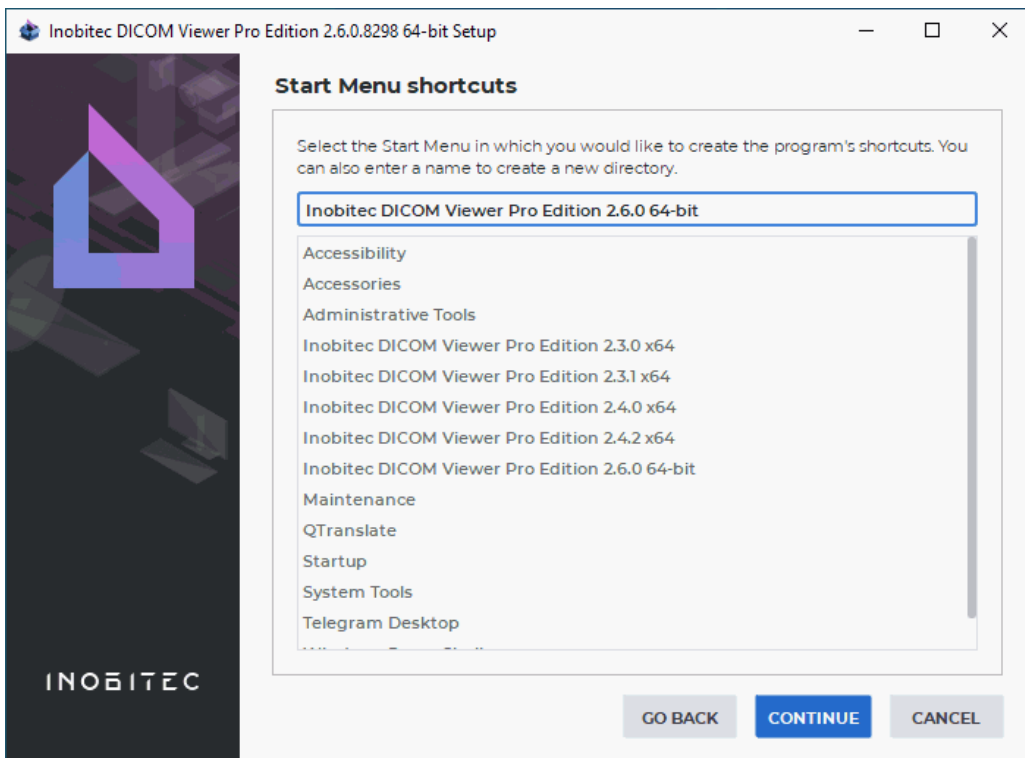 Inobitec DICOM Viewer Pro Edition 2.6.0.8298 64-bit Setup
Start Menu shortcuts
Select the Start Menu in which you would like to create the program's shortcuts. You
can also enter a name to create a new directory.
Inobitec DICOM Viewer Pro Edition 2.6.0 64-bit
Accessibility
Accessories
Administrative Tools
Inobitec DICOM Viewer Pro Edition 2.3.0 x64
Inobitec DICOM Viewer Pro Edition 2.3.1 x64
Inobitec DICOM Viewer Pro Edition 2.4.0 x64
Inobitec DICOM Viewer Pro Edition 2.4.2 x64
Inobitec DICOM Viewer Pro Edition 2.6.0 64-bit
Maintenance
QTranslate
Startup
System Tools
Telegram Desktop
INOBITEC
GO BACK
CONTINUE
CANCEL